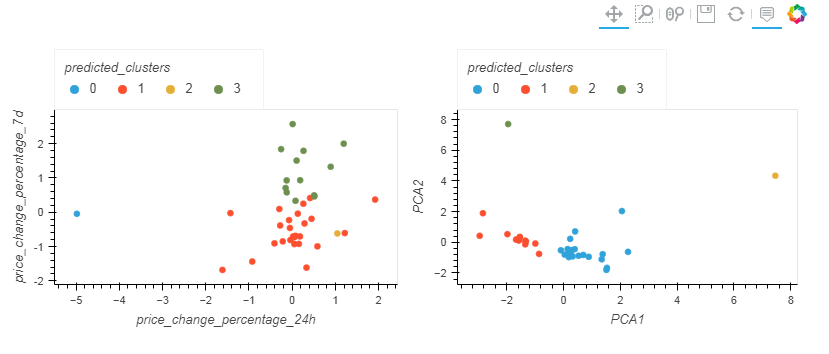 predicted_clusters
0 1 2 3
price_change_percentage_7d
2
1
0
−1
−2
−5 −4 −3 −2 −1 0 1 2
price_change_percentage_24h
predicted_clusters
0 1 2 3
PCA2
8
6
4
2
0
−2
−2 0 2 4 6 8
PCA1